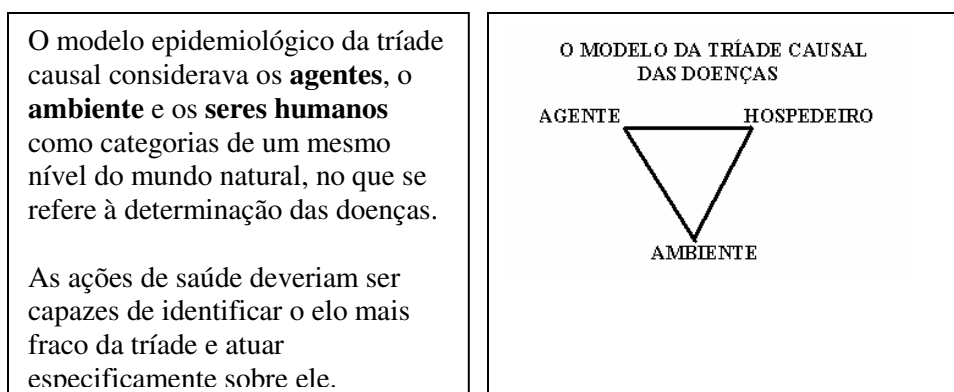 O modelo epidemiológico da tríade
causal considerava os agentes, o
ambiente e os seres humanos
como categorias de um mesmo
nível do mundo natural, no que se
refere à determinação das doenças.
As ações de saúde deveriam ser
capazes de identificar o elo mais
fraco da tríade e atuar
especificamente sobre ele.
O MODELO DA TRÍADE CAUSAL
DAS DOENÇAS
AGENTE
HOSPEDEIRO
AMBIENTE